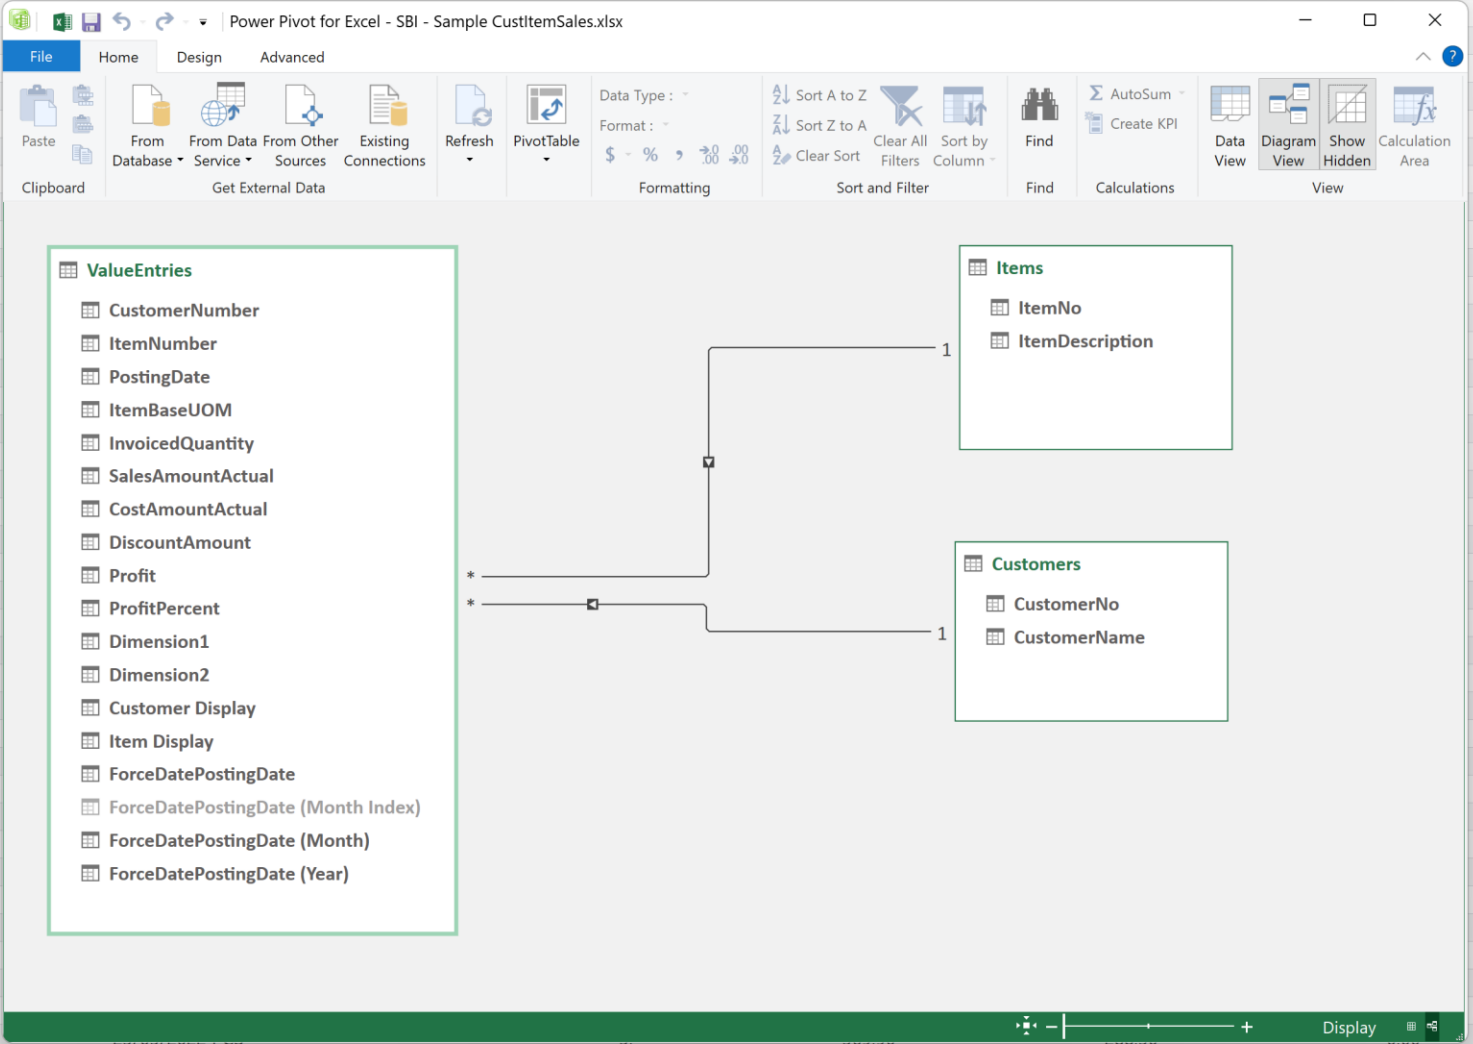 Power Pivot for Excel - SBI - Sample CustItemSales.xlsx
File Home Design Advanced
Paste
Clipboard
From Database
From Data Service
From Other Sources
Existing Connections
Get External Data
Refresh
PivotTable
Data Type :
Format :
$ % , .00 .00
Formatting
Sort A to Z
Sort Z to A
Clear Sort
Clear All Filters
Sort by Column
Sort and Filter
Find
Find
AutoSum
Create KPI
Calculations
Data View
Diagram View
Show Hidden
Calculation Area
View
ValueEntries
CustomerNumber
ItemNumber
PostingDate
ItemBaseUOM
InvoicedQuantity
SalesAmountActual
CostAmountActual
DiscountAmount
Profit
ProfitPercent
Dimension1
Dimension2
Customer Display
Item Display
ForceDatePostingDate
ForceDatePostingDate (Month Index)
ForceDatePostingDate (Month)
ForceDatePostingDate (Year)
*
*
1
1
Items
ItemNo
ItemDescription
Customers
CustomerNo
CustomerName
Display